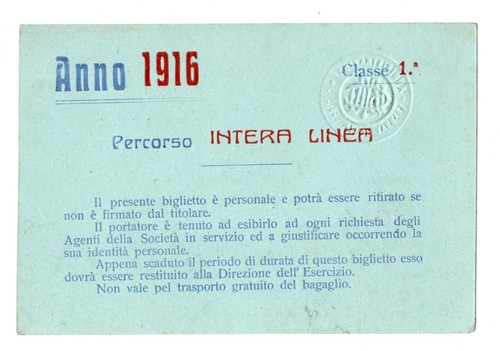 Anno 1916
Classe 1.ª
Percorso INTERA LINEA
Il presente biglietto è personale e potrà essere ritirato se
non è firmato dal titolare.
Il portatore è tenuto ad esibirlo ad ogni richiesta degli
Agenti della Società in servizio ed a giustificare occorrendo la
sua identità personale.
Appena scaduto il periodo di durata di questo biglietto esso
dovrà essere restituito alla Direzione dell'Esercizio.
Non vale pel trasporto gratuito del bagaglio.